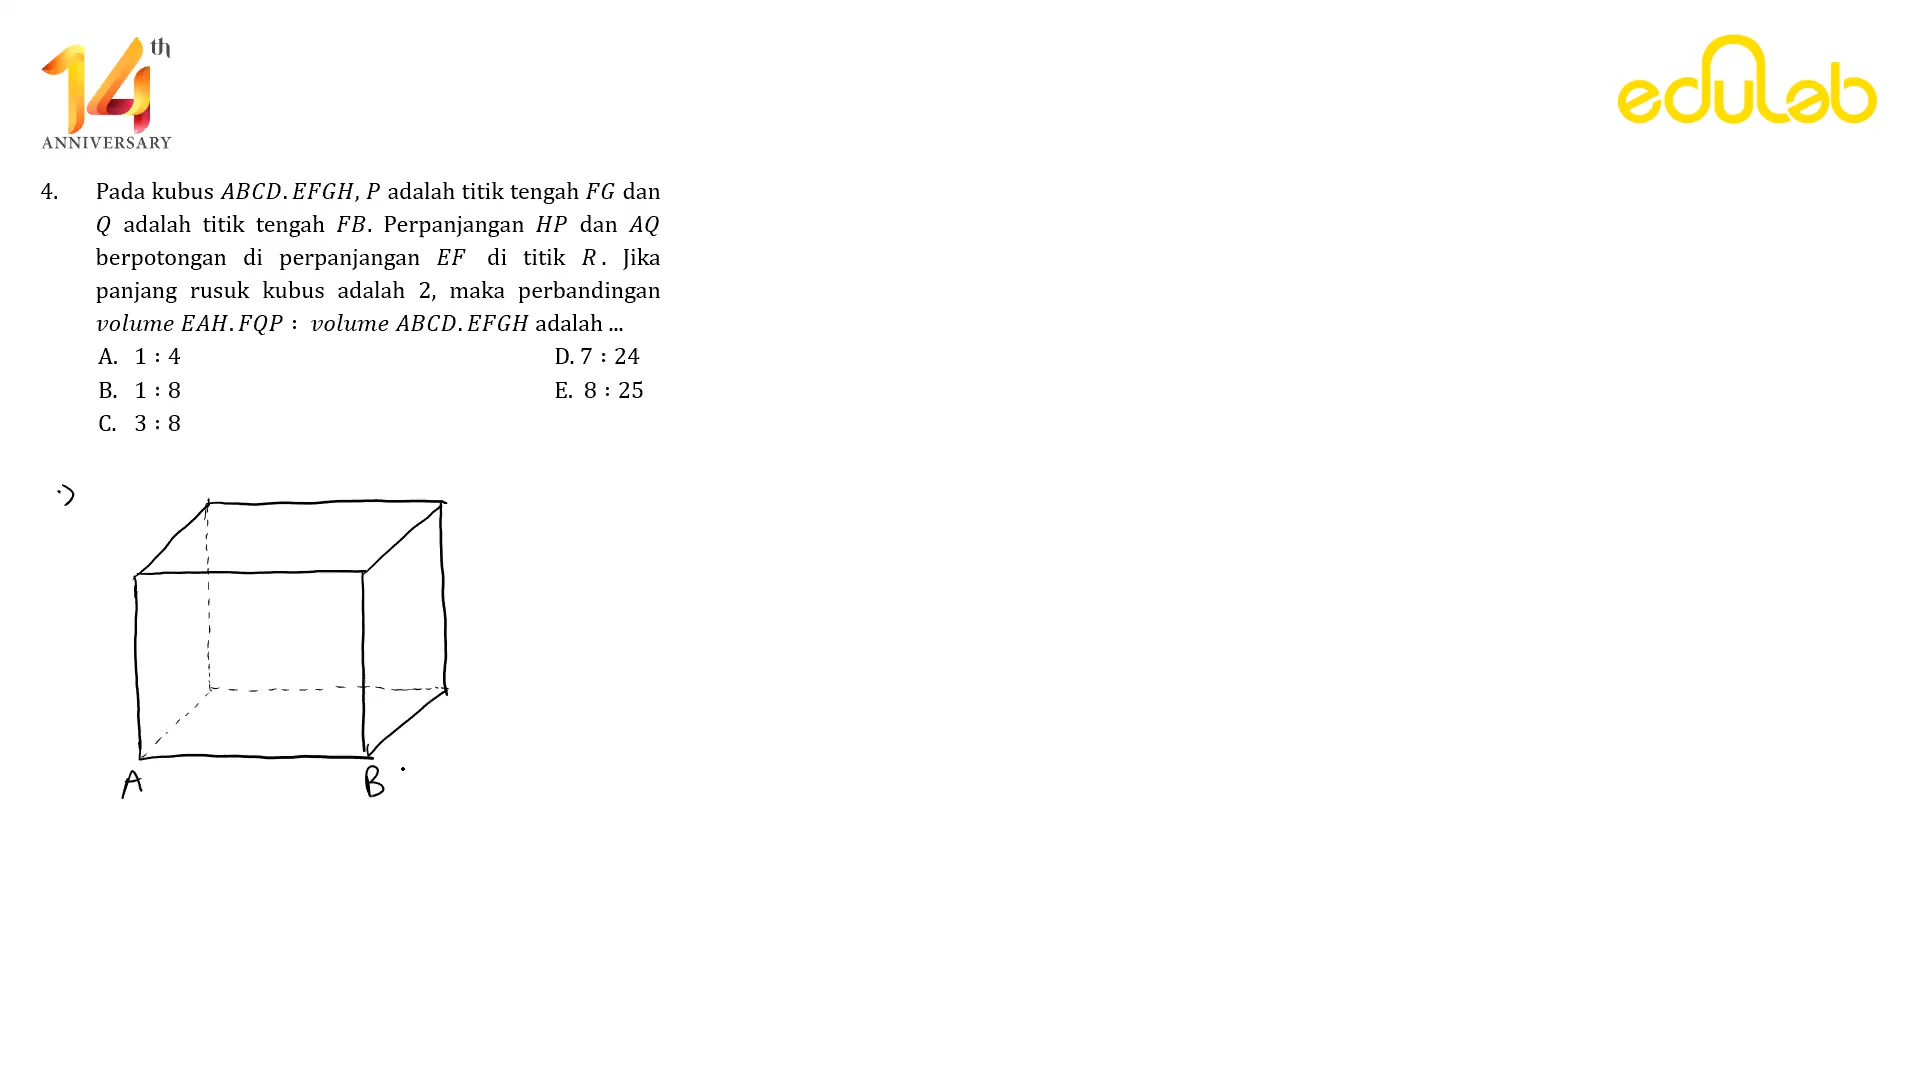 14th
ANNIVERSARY
edulab
4. Pada kubus ABCD.EFGH, P adalah titik tengah FG dan
Q adalah titik tengah FB. Perpanjangan HP dan AQ
berpotongan di perpanjangan EF di titik R. Jika
panjang rusuk kubus adalah 2, maka perbandingan
volume EAH.FQP : volume ABCD.EFGH adalah ...
A. 1 : 4 D. 7 : 24
B. 1 : 8 E. 8 : 25
C. 3 : 8
A B